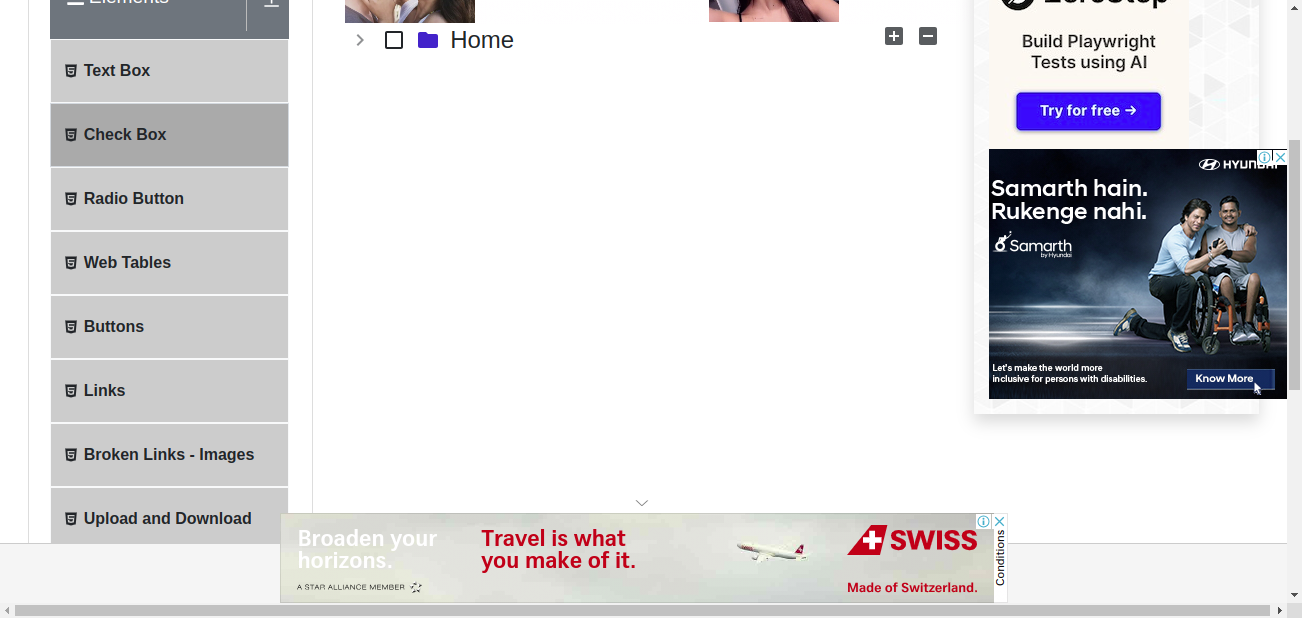 Elements
Text Box
Check Box
Radio Button
Web Tables
Buttons
Links
Broken Links - Images
Upload and Download
Home
ZeroStep
Build Playwright
Tests using AI
Try for free →
HYUNDAI
Samarth hain.
Rukenge nahi.
Samarth
by Hyundai
Let's make the world more
inclusive for persons with disabilities.
Know More
Broaden your
horizons.
A STAR ALLIANCE MEMBER
Travel is what
you make of it.
SWISS
Made of Switzerland.
Conditions